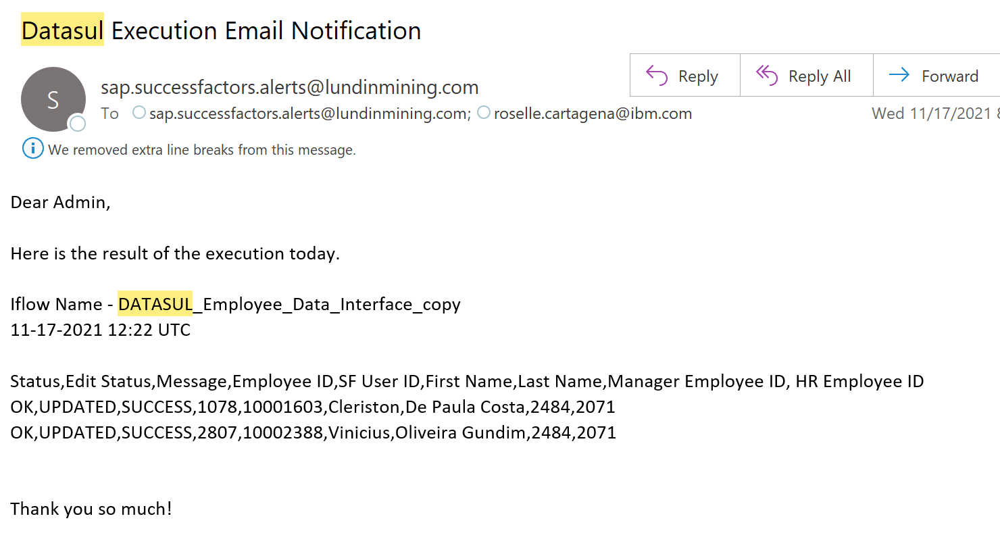 Datasul Execution Email Notification
S
sap.successfactors.alerts@lundinmining.com
Reply
Reply All
Forward
To sap.successfactors.alerts@lundinmining.com; roselle.cartagena@ibm.com
Wed 11/17/2021
We removed extra line breaks from this message.
Dear Admin,
Here is the result of the execution today.
Iflow Name - DATASUL_Employee_Data_Interface_copy
11-17-2021 12:22 UTC
Status,Edit Status,Message,Employee ID,SF User ID,First Name,Last Name,Manager Employee ID, HR Employee ID
OK,UPDATED,SUCCESS,1078,10001603,Cleriston,De Paula Costa,2484,2071
OK,UPDATED,SUCCESS,2807,10002388,Vinicius,Oliveira Gundim,2484,2071
Thank you so much!